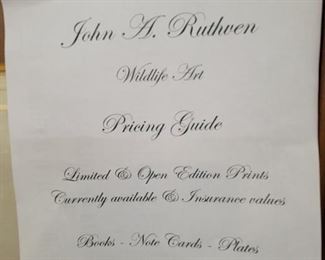 John A. Ruthven
Wildlife Art
Pricing Guide
Limited & Open Edition Prints
Currently available & Insurance values
Books - Note Cards - Plates